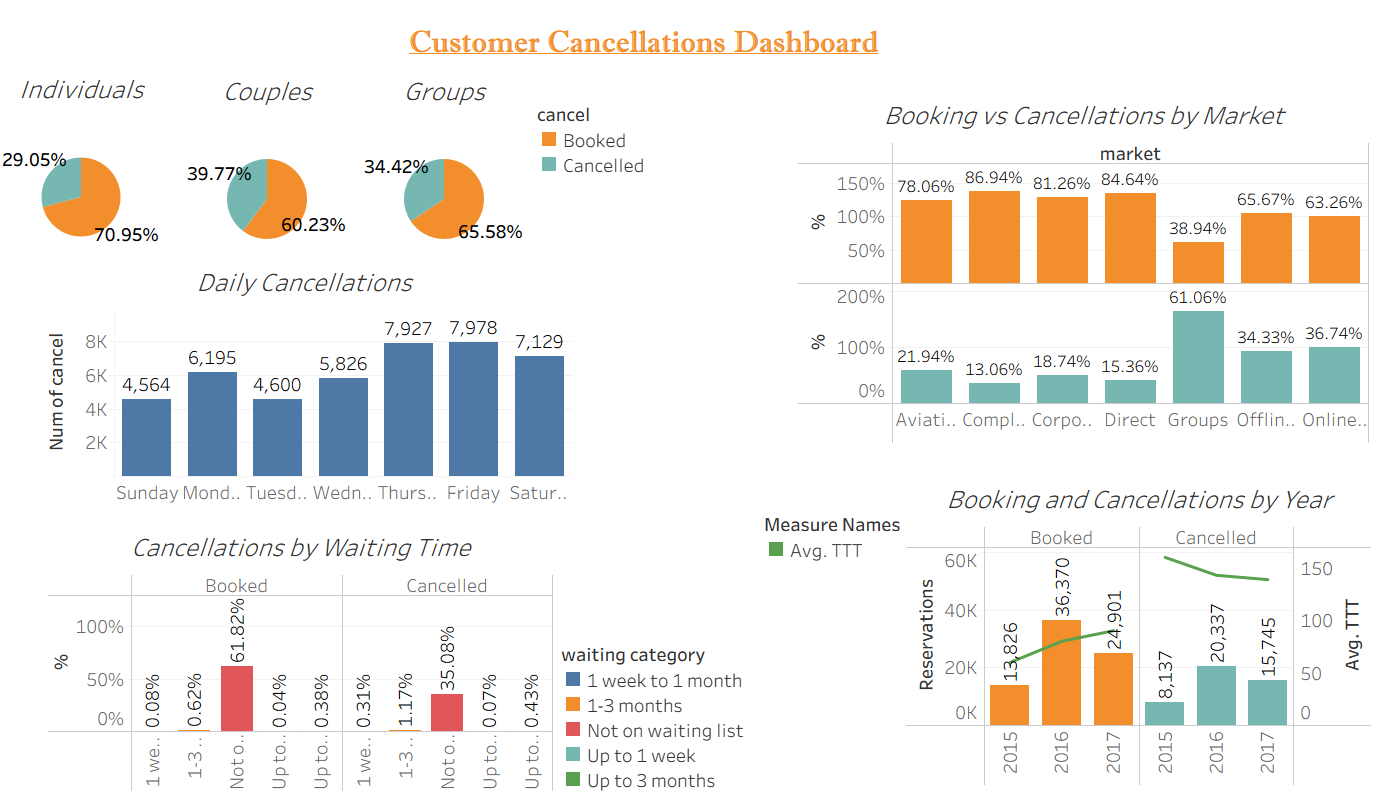 Customer Cancellations Dashboard
Individuals
Couples
Groups
29.05%
70.95%
39.77%
60.23%
34.42%
65.58%
cancel
Booked
Cancelled
Daily Cancellations
Num of cancel
8K
6K
4K
2K
4,564
6,195
4,600
5,826
7,927
7,978
7,129
Sunday Mond.. Tuesd.. Wedn.. Thurs.. Friday Satur..
Cancellations by Waiting Time
Booked Cancelled
%
100%
50%
0%
0.08%
0.62%
61.82%
0.04%
0.38%
0.31%
1.17%
35.08%
0.07%
0.43%
1 we..
1-3 ..
Not o..
Up to..
Up to..
1 we..
1-3 ..
Not o..
Up to..
Up to..
waiting category
1 week to 1 month
1-3 months
Not on waiting list
Up to 1 week
Up to 3 months
Booking vs Cancellations by Market
market
%
150%
100%
50%
78.06%
86.94%
81.26%
84.64%
38.94%
65.67%
63.26%
%
200%
100%
0%
21.94%
13.06%
18.74%
15.36%
61.06%
34.33%
36.74%
Aviati.. Compl.. Corpo.. Direct Groups Offlin.. Online..
Booking and Cancellations by Year
Measure Names
Avg. TTT
Booked Cancelled
Reservations
60K
40K
20K
0K
13,826
36,370
24,901
8,137
20,337
15,745
150
100
50
0
Avg. TTT
2015
2016
2017
2015
2016
2017